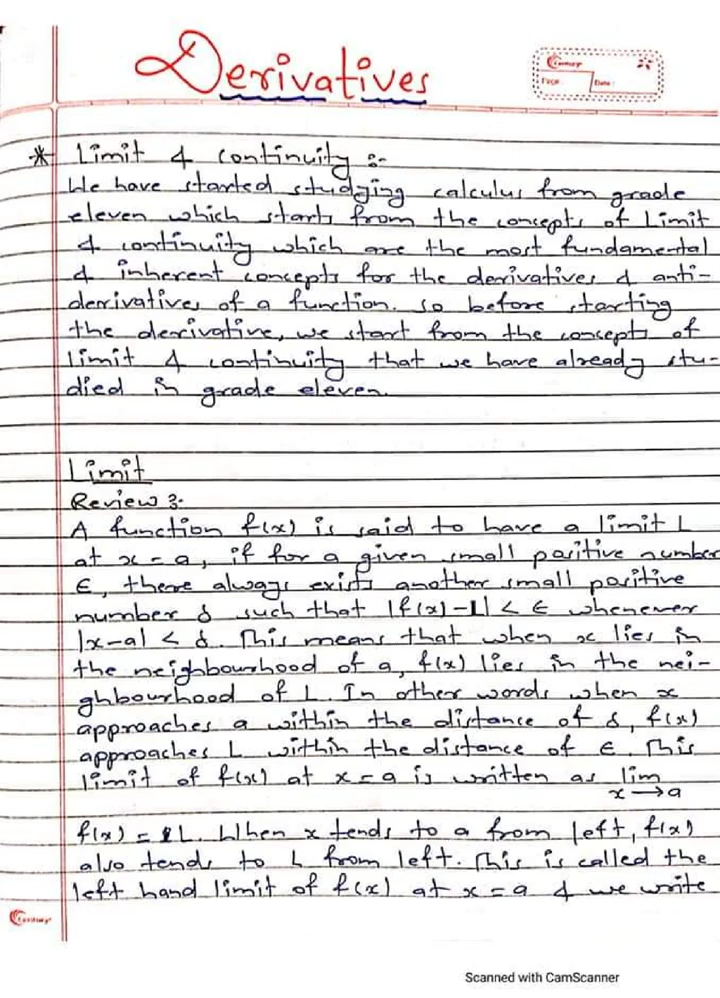 Derivatives
Century
Page:
Date:
* Limit & continuity :-
We have started studying calculus from grade
eleven which starts from the concepts of Limit
& continuity which are the most fundamental
& inherent concepts for the derivatives & anti-
derivatives of a function. so before starting
the derivative, we start from the concepts of
limit & continuity that we have already stu-
died in grade eleven.
Limit
Review :-
A function f(x) is said to have a limit L
at x = a, if for a given small positive number
ϵ, there always exists another small positive
number δ such that |f(x)-L| < ϵ whenever
|x-a| < δ. This means that when x lies in
the neighbourhood of a, f(x) lies in the nei-
ghbourhood of L. In other words when x
approaches a within the distance of δ, f(x)
approaches L within the distance of ϵ. This
limit of f(x) at x = a is written as lim
x→a
f(x) = L. When x tends to a from left, f(x)
also tends to L from left. This is called the
left hand limit of f(x) at x = a & we write
Century
Scanned with CamScanner